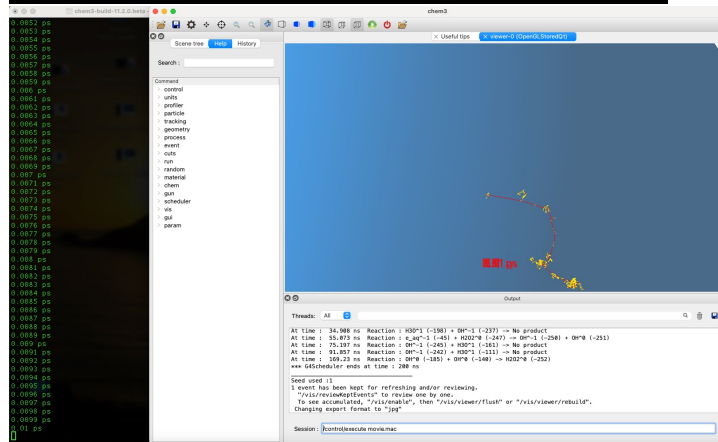 chem3-build-11.2.0.beta
chem3
0.0052 ps
0.0053 ps
0.0054 ps
0.0055 ps
0.0056 ps
0.0057 ps
0.0058 ps
0.0059 ps
0.006 ps
0.0061 ps
0.0062 ps
0.0063 ps
0.0064 ps
0.0065 ps
0.0066 ps
0.0067 ps
0.0068 ps
0.0069 ps
0.007 ps
0.0071 ps
0.0072 ps
0.0073 ps
0.0074 ps
0.0075 ps
0.0076 ps
0.0077 ps
0.0078 ps
0.0079 ps
0.008 ps
0.0081 ps
0.0082 ps
0.0083 ps
0.0084 ps
0.0085 ps
0.0086 ps
0.0087 ps
0.0088 ps
0.0089 ps
0.009 ps
0.0091 ps
0.0092 ps
0.0093 ps
0.0094 ps
0.0095 ps
0.0096 ps
0.0097 ps
0.0098 ps
0.0099 ps
0.01 ps
Scene tree Help History
Search :
Command
control
units
profiler
particle
tracking
geometry
process
event
cuts
run
random
material
chem
gun
scheduler
vis
gui
param
Useful tips
viewer-0 (OpenGLStoredQt)
ps
Output
Threads: All
At time : 34.908 ns Reaction : H3O^1 (-198) + OH^-1 (-237) -> No product
At time : 55.073 ns Reaction : e_aq^-1 (-45) + H2O2^0 (-247) -> OH^-1 (-250) + OH^0 (-251)
At time : 75.197 ns Reaction : OH^-1 (-245) + H3O^1 (-161) -> No product
At time : 91.857 ns Reaction : OH^-1 (-242) + H3O^1 (-111) -> No product
At time : 169.23 ns Reaction : OH^0 (-185) + OH^0 (-140) -> H2O2^0 (-252)
*** G4Scheduler ends at time : 200 ns
Seed used :1
1 event has been kept for refreshing and/or reviewing.
"/vis/reviewKeptEvents" to review one by one.
To see accumulated, "/vis/enable", then "/vis/viewer/flush" or "/vis/viewer/rebuild".
Changing export format to "jpg"
Session : /control/execute movie.mac